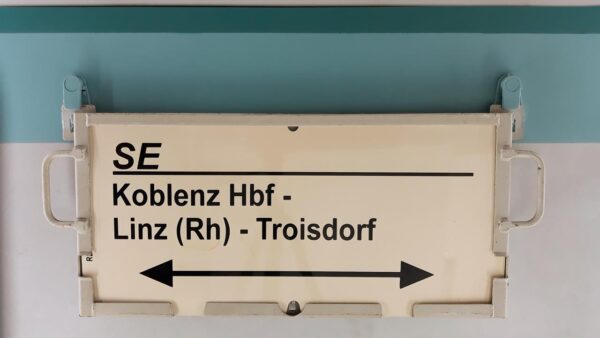 SE
Koblenz Hbf -
Linz (Rh) - Troisdorf
R